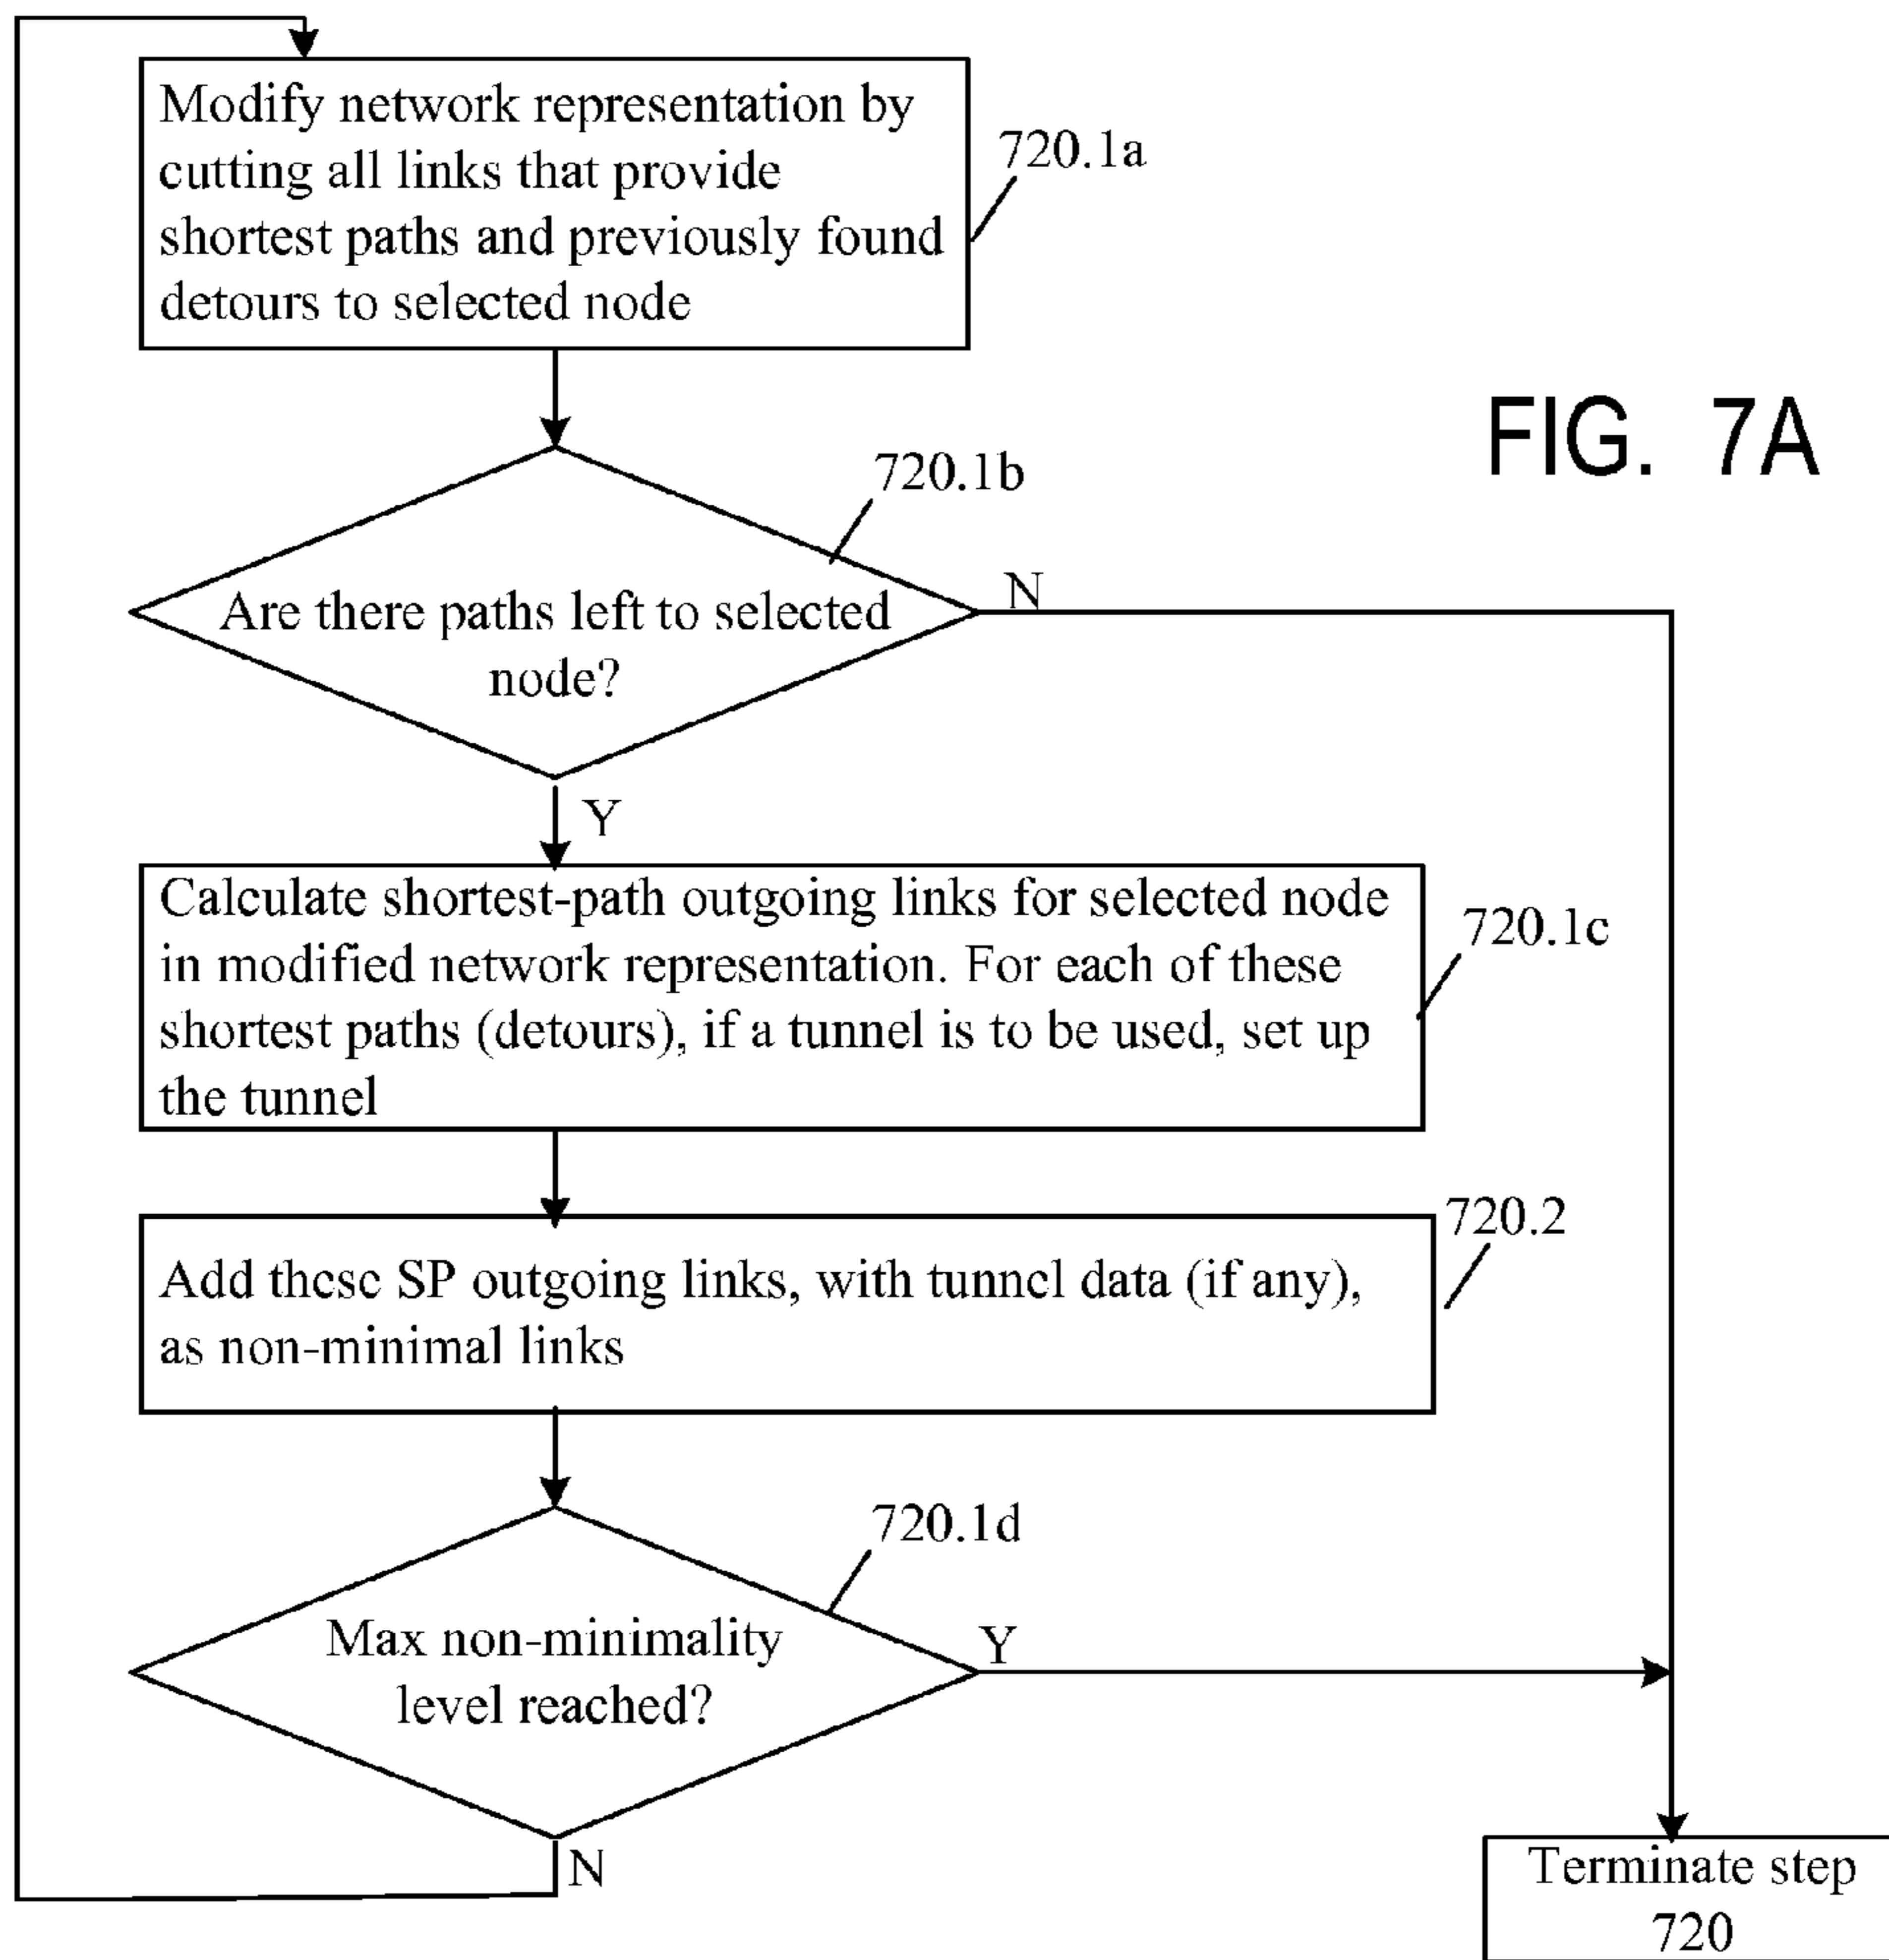 Modify network representation by
cutting all links that provide
shortest paths and previously found
detours to selected node
720.1a
FIG. 7A
720.1b
Are there paths left to selected
node?
N
Y
Calculate shortest-path outgoing links for selected node
in modified network representation. For each of these
shortest paths (detours), if a tunnel is to be used, set up
the tunnel
720.1c
Add these SP outgoing links, with tunnel data (if any),
as non-minimal links
720.2
720.1d
Max non-minimality
level reached?
Y
N
Terminate step
720